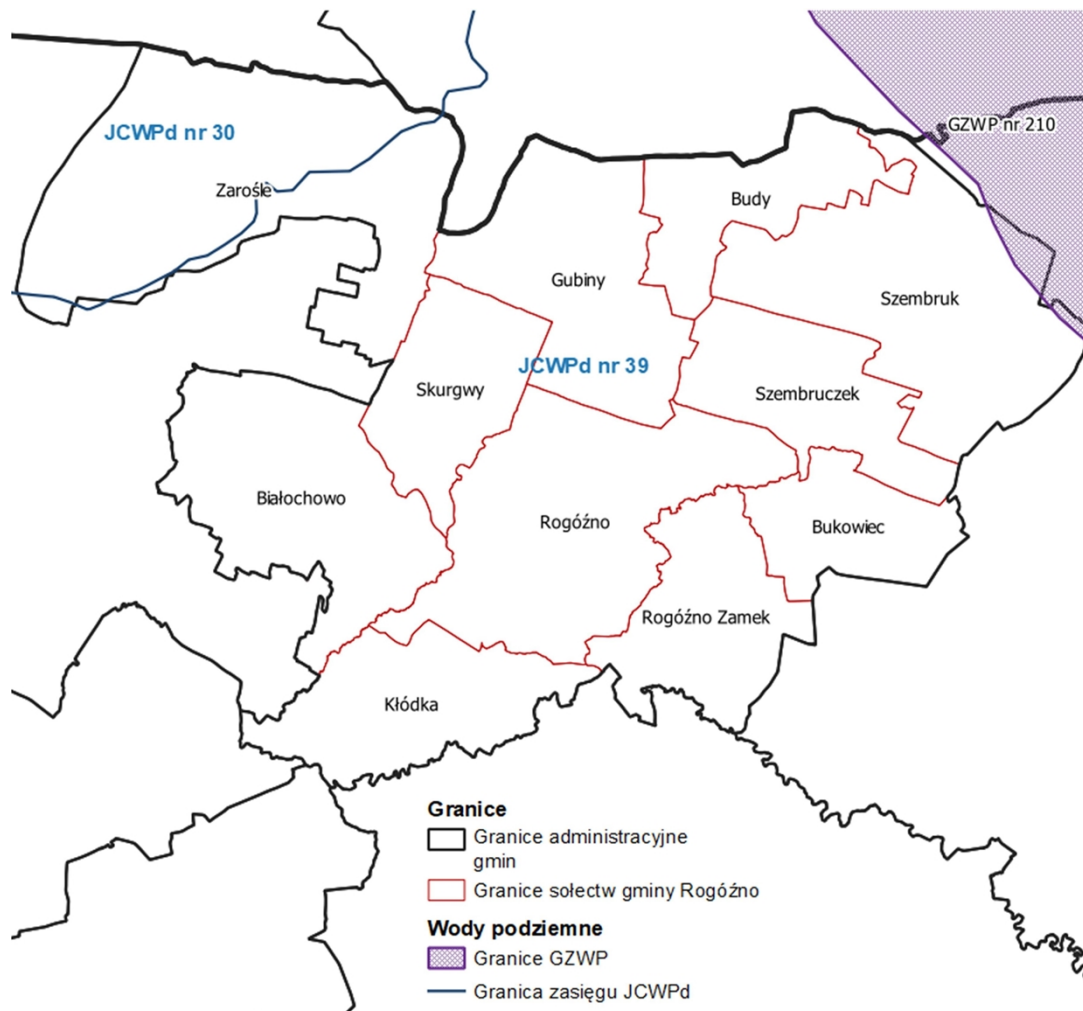 GZWP nr 210
JCWPd nr 30
Zarośle
Budy
Gubiny
Szembruk
JCWPd nr 39
Skurgwy
Szembruczek
Białochowo
Rogóźno
Bukowiec
Rogóźno Zamek
Kłódka
Granice
Granice administracyjne
gmin
Granice sołectw gminy Rogóźno
Wody podziemne
Granice GZWP
Granica zasięgu JCWPd